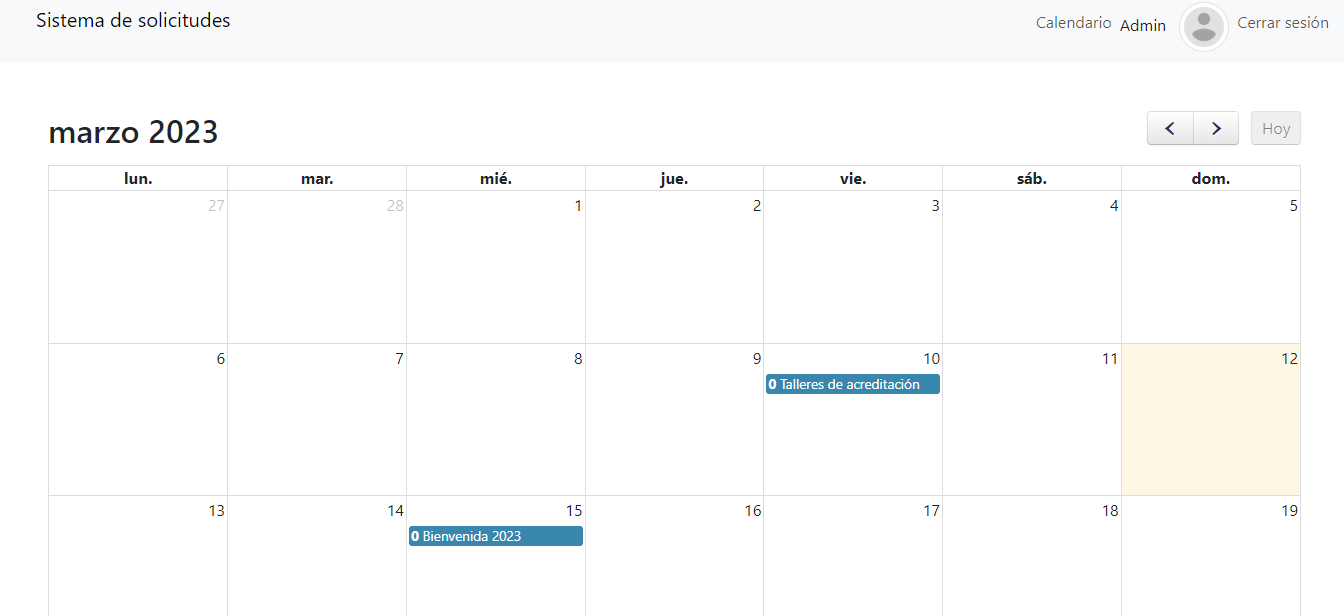 Sistema de solicitudes
Calendario Admin Cerrar sesión
marzo 2023
Hoy
lun. mar. mié. jue. vie. sáb. dom.
27 28 1 2 3 4 5
6 7 8 9 10 11 12
0 Talleres de acreditación
13 14 15 16 17 18 19
0 Bienvenida 2023